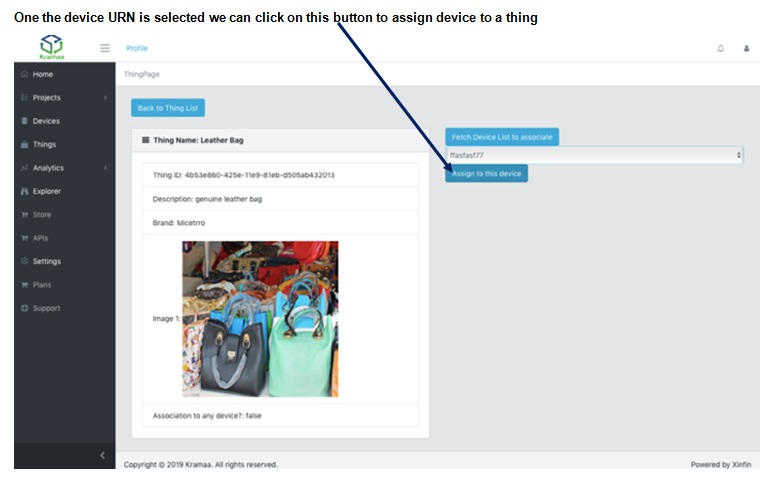 One the device URN is selected we can click on this button to assign device to a thing
Kramaa
Profile
Home
ThingPage
Projects
Back to Thing List
Devices
Fetch Device List to associate
Thing Name: Leather Bag
Things
ffasfasf77
Analytics
Thing ID: 4b53e860-425e-11e9-81eb-d505ab432013
Assign to this device
Explorer
Description: genuine leather bag
Store
Brand: Micetrro
APIs
Settings
Plans
Support
Image 1:
Association to any device?: false
Copyright © 2019 Kramaa. All rights reserved.
Powered by Xinfin